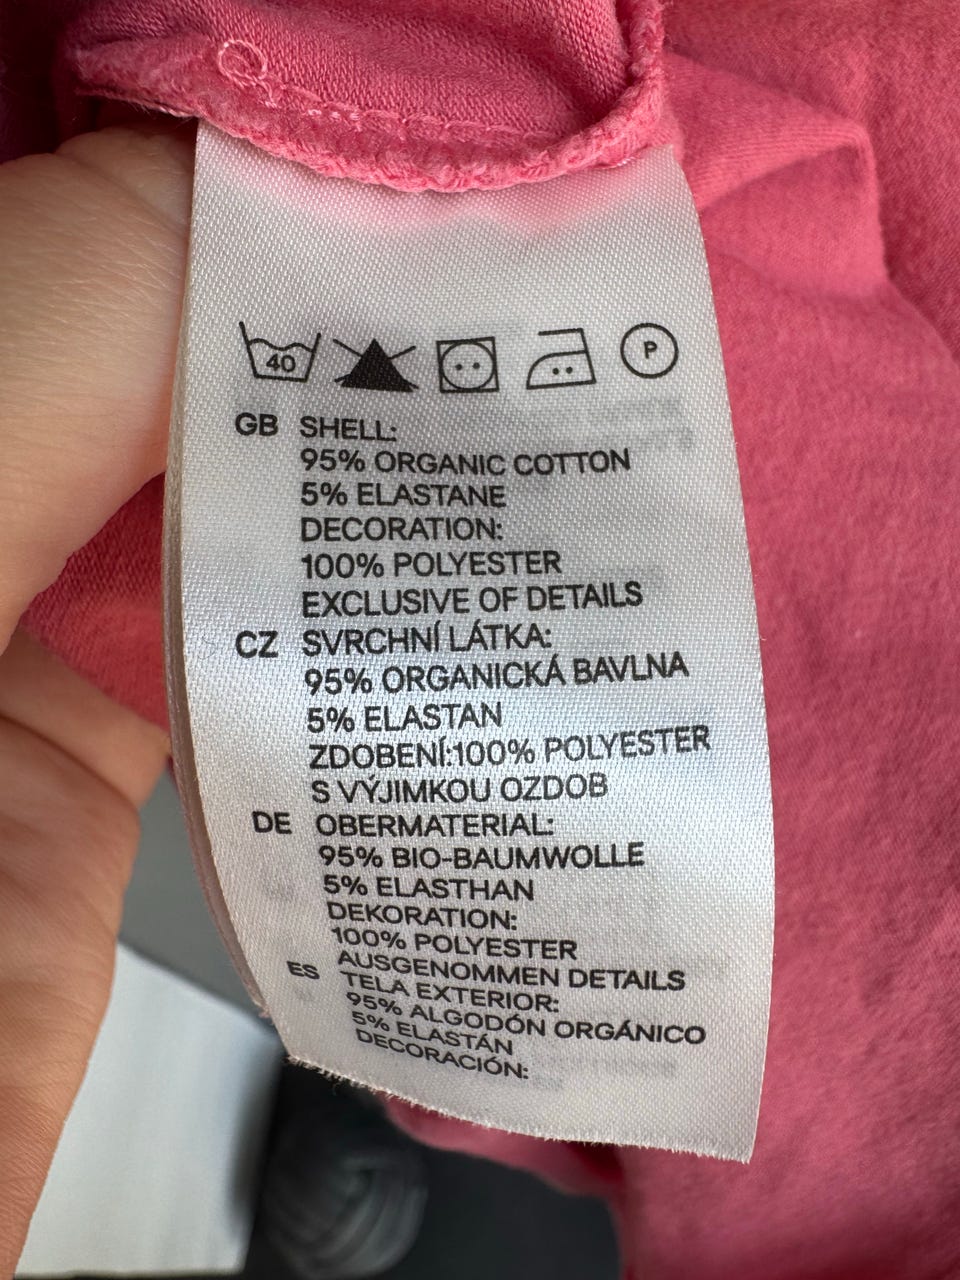 40
P
GB SHELL:
95% ORGANIC COTTON
5% ELASTANE
DECORATION:
100% POLYESTER
EXCLUSIVE OF DETAILS
CZ SVRCHNÍ LÁTKA:
95% ORGANICKÁ BAVLNA
5% ELASTAN
ZDOBENÍ:100% POLYESTER
S VÝJIMKOU OZDOB
DE OBERMATERIAL:
95% BIO-BAUMWOLLE
5% ELASTHAN
DEKORATION:
100% POLYESTER
AUSGENOMMEN DETAILS
ES TELA EXTERIOR:
95% ALGODÓN ORGÁNICO
5% ELASTÁN
DECORACIÓN: